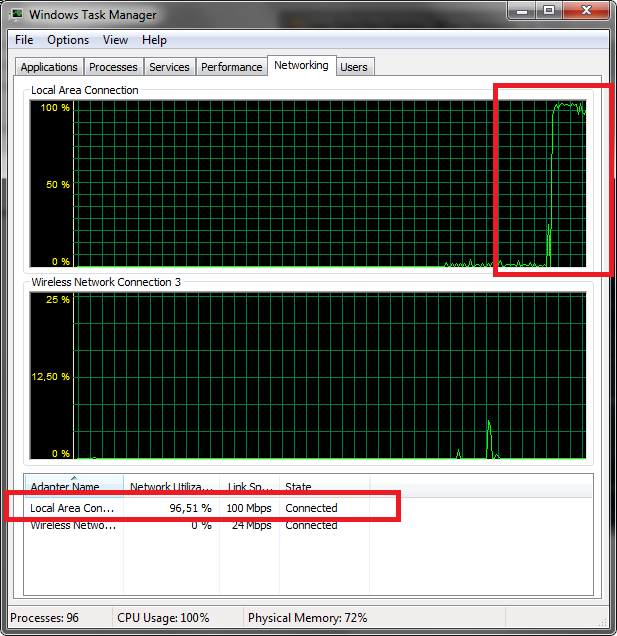 Windows Task Manager
File Options View Help
Applications Processes Services Performance Networking Users
Local Area Connection
100 %
50 %
0 %
Wireless Network Connection 3
25 %
12,50 %
0 %
Adapter Name Network Utiliza... Link Sp... State
Local Area Con... 96,51 % 100 Mbps Connected
Wireless Netwo... 0 % 24 Mbps Connected
Processes: 96 CPU Usage: 100% Physical Memory: 72%